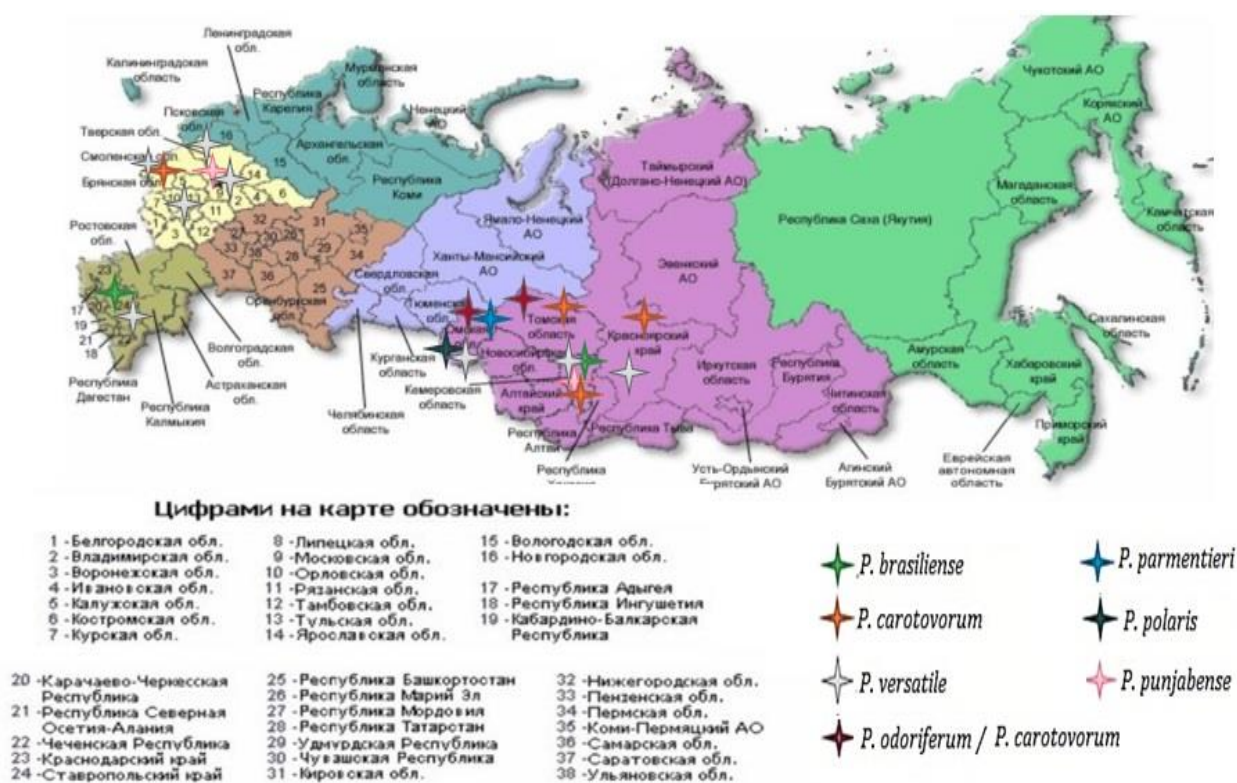 Ленинградская
обл.
Калининградская
область
Мурманская
область
Республика
Карелия
Ненецкий
АО
Псковская
обл.
Тверская обл.
16
Архангельская
обл.
Смоленская обл.
15
Республика
Коми
Брянская обл.
14
Ростовская
обл.
Ямало-Ненецкий
АО
Ханты-Мансийский
АО
Свердловская
область
Тюменская
обл.
Оренбургская
обл.
Таймырский
(Долгано-Ненецкий АО)
Эвенкский
АО
Республика Саха (Якутия)
Чукотский АО
Корякский
АО
Магаданская
область
Камчатская
область
Сахалинская
область
Томская
область
Красноярский
край
Новосибирская
обл.
Курганская
область
Кемеровская
область
Алтайский
край
Челябинская
область
Республика
Алтай
Республика Тыва
Республика
Иркутская
область
Республика
Бурятия
Читинская
область
Усть-Ордынский
Бурятский АО
Агинский
Бурятский АО
Амурская
область
Хабаровский
край
Приморский
край
Еврейская
автономная
область
Волгоградская
обл.
Астраханская
обл.
Республика
Дагестан
Республика
Калмыкия
Цифрами на карте обозначены:
1 -Белгородская обл.
2 -Владимирская обл.
3 -Воронежская обл.
4 -Ивановская обл.
5 -Калужская обл.
6 -Костромская обл.
7 -Курская обл.
8 -Липецкая обл.
9 -Московская обл.
10 -Орловская обл.
11 -Рязанская обл.
12 -Тамбовская обл.
13 -Тульская обл.
14 -Ярославская обл.
15 -Вологодская обл.
16 -Новгородская обл.
17 -Республика Адыгея
18 -Республика Ингушетия
19 -Кабардино-Балкарская
Республика
20 -Карачаево-Черкесская
Республика
21 -Республика Северная
Осетия-Алания
22 -Чеченская Республика
23 -Краснодарский край
24 -Ставропольский край
25 -Республика Башкортостан
26 -Республика Марий Эл
27 -Республика Мордовия
28 -Республика Татарстан
29 -Удмурдская Республика
30 -Чувашская Республика
31 -Кировская обл.
32 -Нижегородская обл.
33 -Пензенская обл.
34 -Пермская обл.
35 -Коми-Пермяцкий АО
36 -Самарская обл.
37 -Саратовская обл.
38 -Ульяновская обл.
P. brasiliense
P. carotovorum
P. versatile
P. odoriferum / P. carotovorum
P. parmentieri
P. polaris
P. punjabense